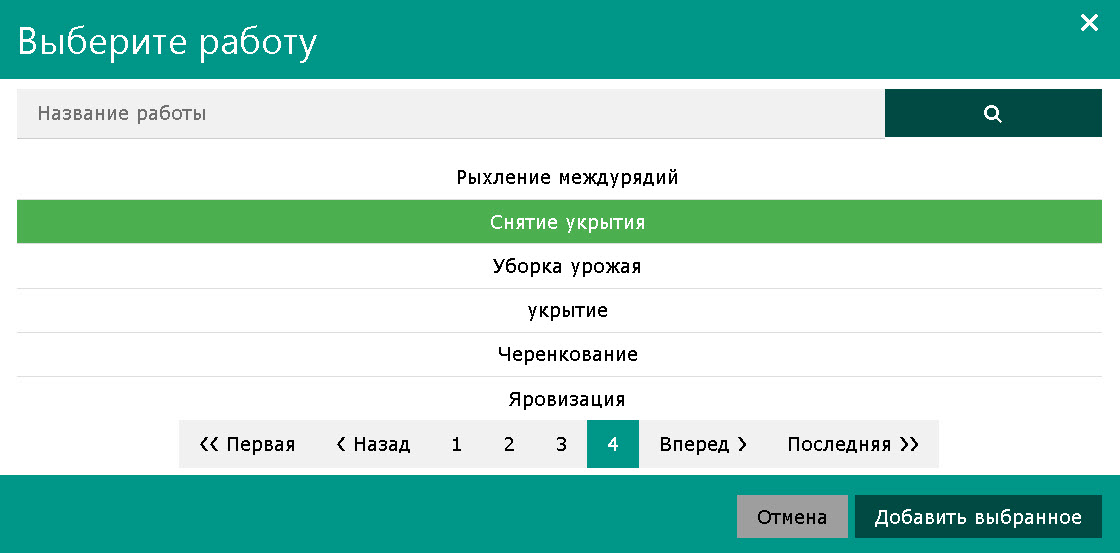 Выберите работу
Название работы
Рыхление междурядий
Снятие укрытия
Уборка урожая
укрытие
Черенкование
Яровизация
Первая Назад 1 2 3 4 Вперед Последняя
Отмена Добавить выбранное